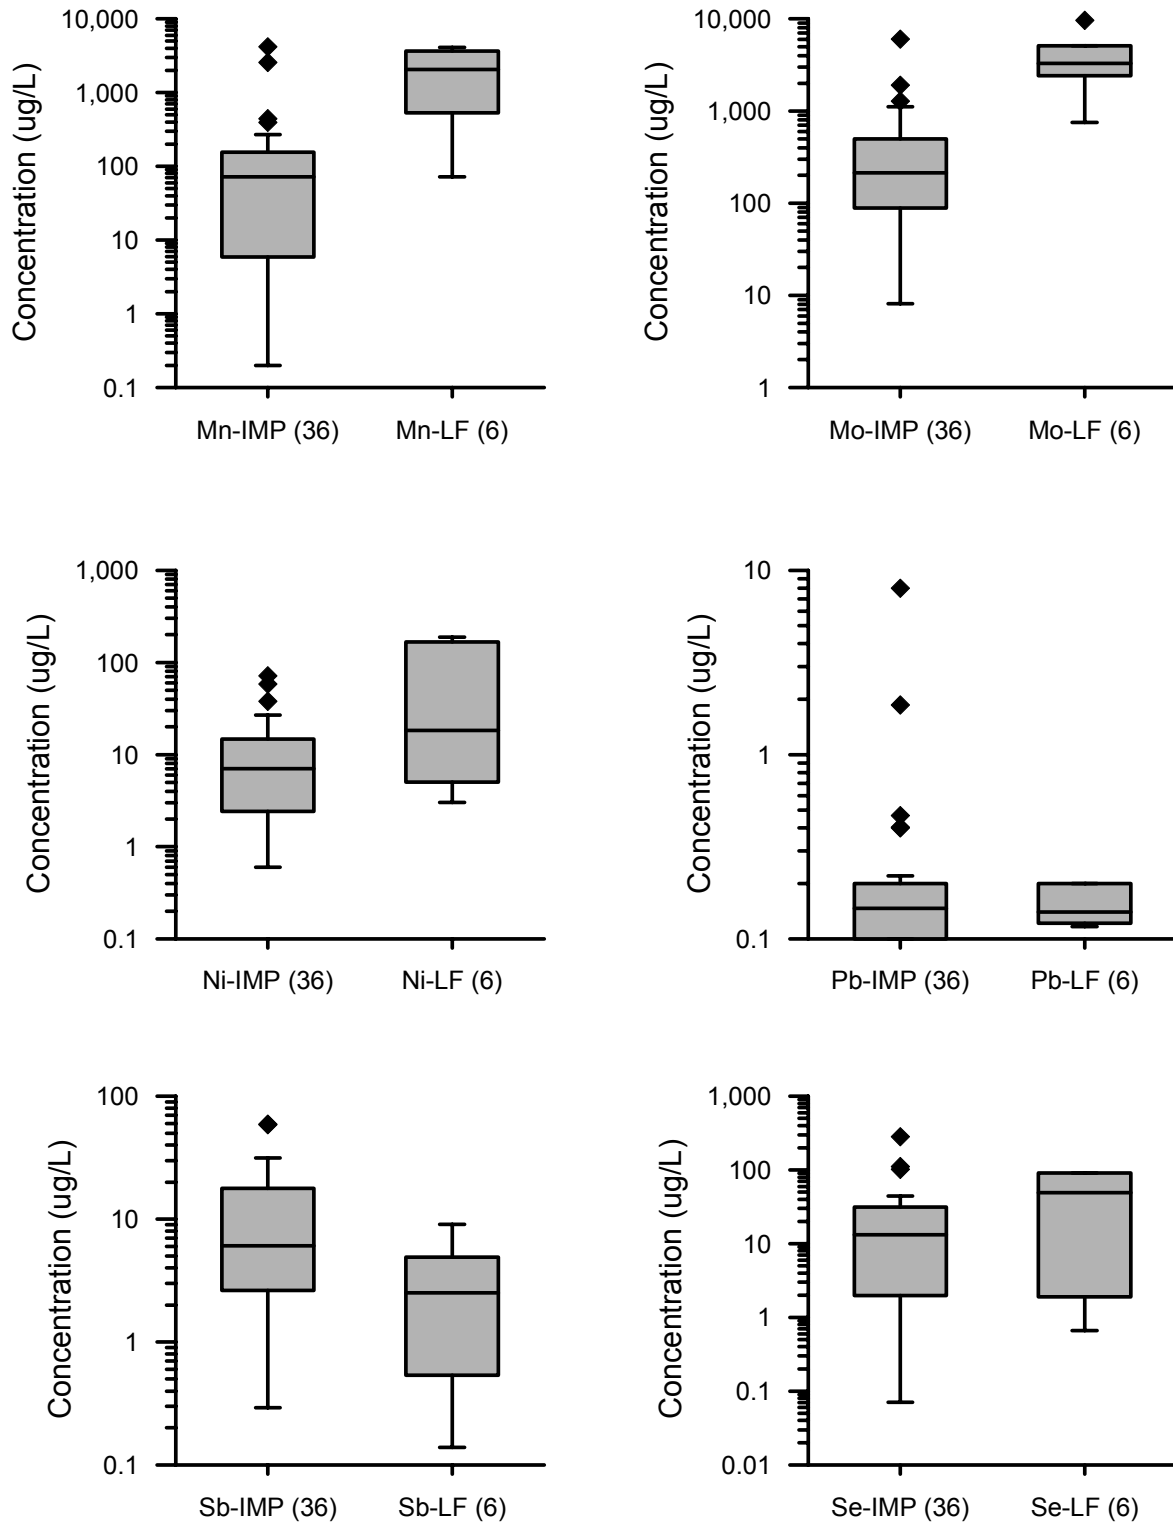 Concentration (ug/L)
10,000
1,000
100
10
1
0.1
Mn-IMP (36)
Mn-LF (6)
Concentration (ug/L)
10,000
1,000
100
10
1
Mo-IMP (36)
Mo-LF (6)
Concentration (ug/L)
1,000
100
10
1
0.1
Ni-IMP (36)
Ni-LF (6)
Concentration (ug/L)
10
1
0.1
Pb-IMP (36)
Pb-LF (6)
Concentration (ug/L)
100
10
1
0.1
Sb-IMP (36)
Sb-LF (6)
Concentration (ug/L)
1,000
100
10
1
0.1
0.01
Se-IMP (36)
Se-LF (6)